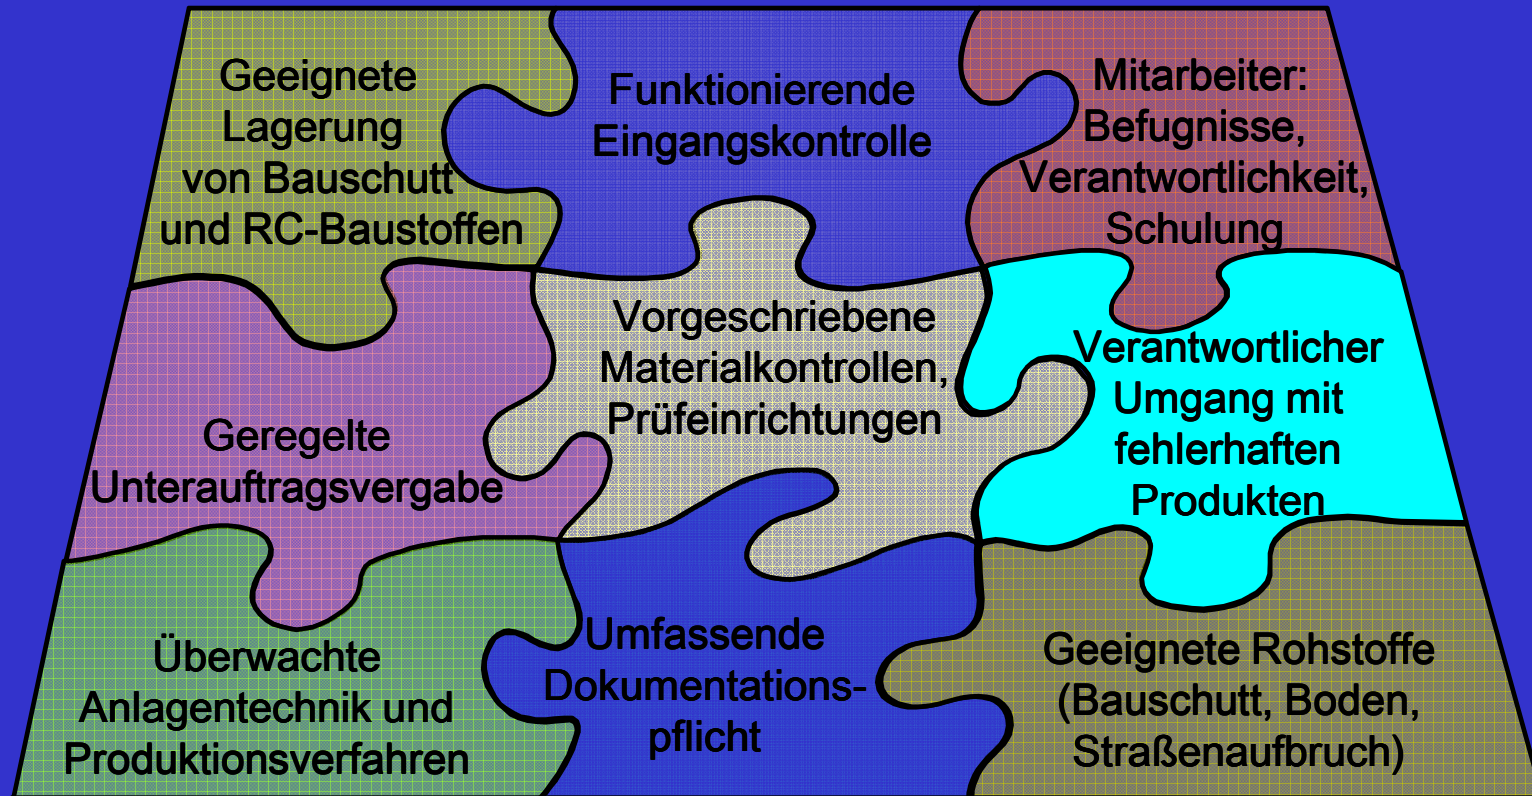 Geeignete
Lagerung
von Bauschutt
und RC-Baustoffen
Funktionierende
Eingangskontrolle
Mitarbeiter:
Befugnisse,
Verantwortlichkeit,
Schulung
Geregelte
Unterauftragsvergabe
Vorgeschriebene
Materialkontrollen,
Prüfeinrichtungen
Verantwortlicher
Umgang mit
fehlerhaften
Produkten
Überwachte
Anlagentechnik und
Produktionsverfahren
Umfassende
Dokumentations-
pflicht
Geeignete Rohstoffe
(Bauschutt, Boden,
Straßenaufbruch)